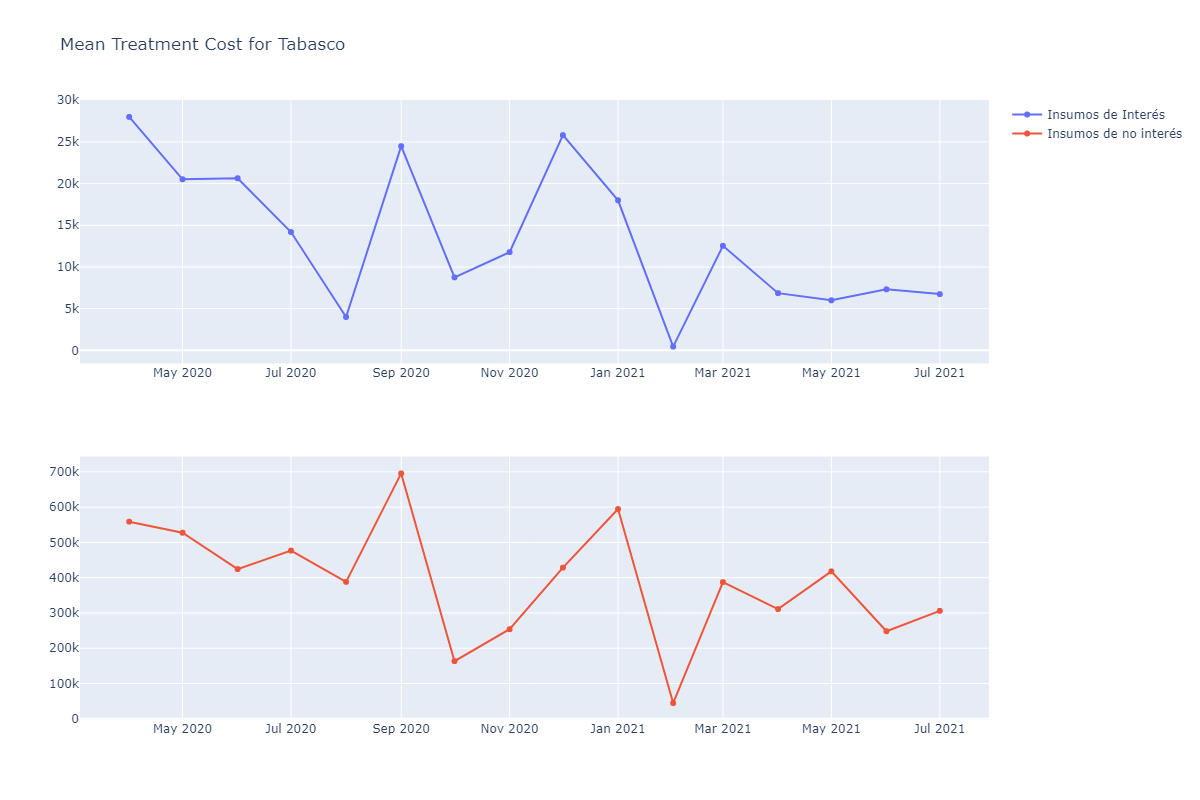 Mean Treatment Cost for Tabasco
Insumos de Interés
Insumos de no interés
30k
25k
20k
15k
10k
5k
0
May 2020 Jul 2020 Sep 2020 Nov 2020 Jan 2021 Mar 2021 May 2021 Jul 2021
700k
600k
500k
400k
300k
200k
100k
0
May 2020 Jul 2020 Sep 2020 Nov 2020 Jan 2021 Mar 2021 May 2021 Jul 2021